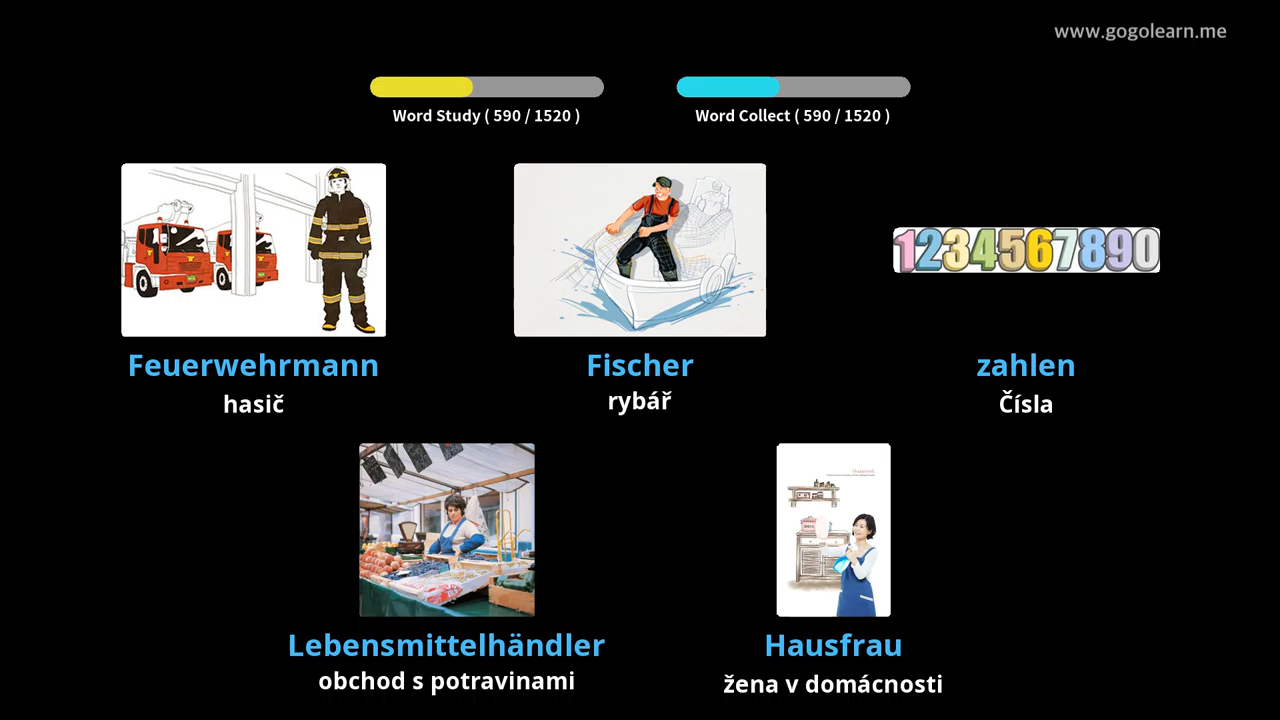 www.gogolearn.me
Word Study ( 590 / 1520 )
Word Collect ( 590 / 1520 )
1234567890
Feuerwehrmann
hasič
Fischer
rybář
zahlen
Čísla
Lebensmittelhändler
obchod s potravinami
Hausfrau
žena v domácnosti